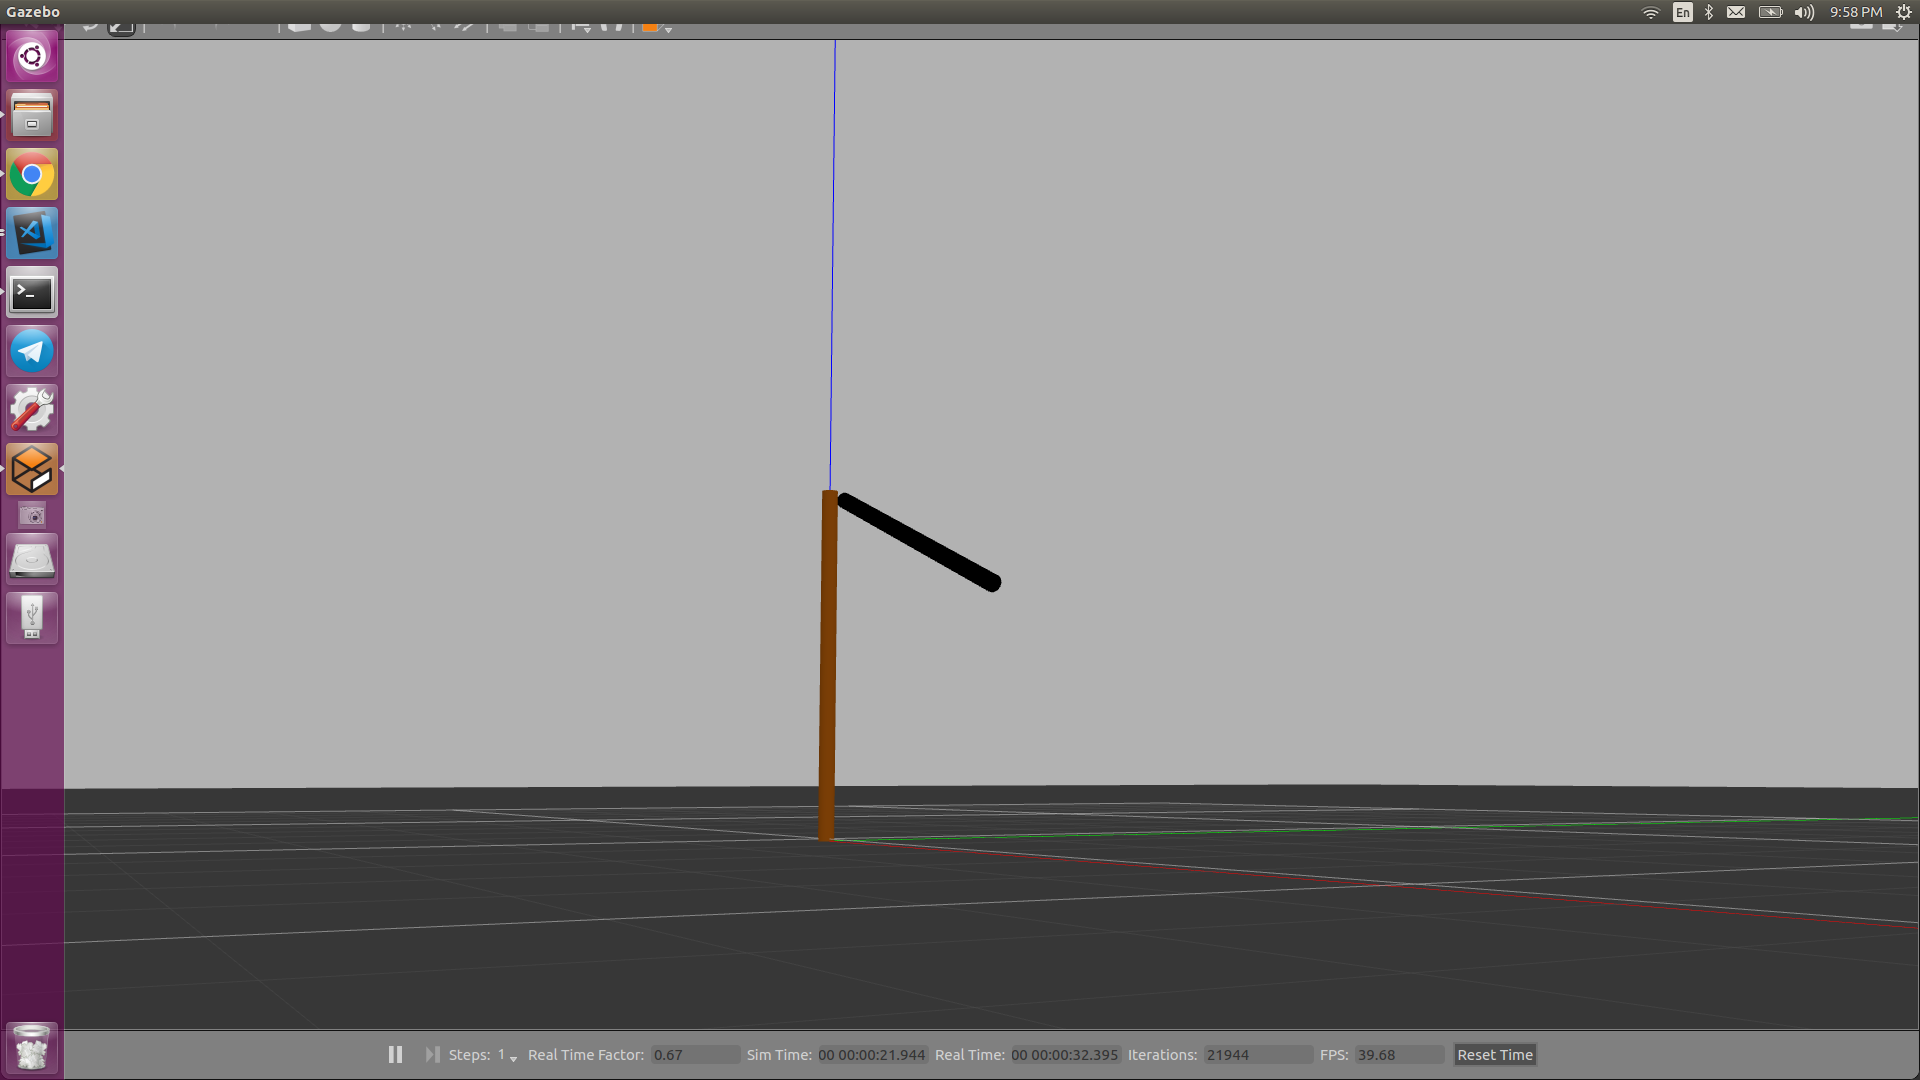 Gazebo
En
9:58 PM
>_
Steps: 1 Real Time Factor: 0.67 Sim Time: 00 00:00:21.944 Real Time: 00 00:00:32.395 Iterations: 21944 FPS: 39.68 Reset Time